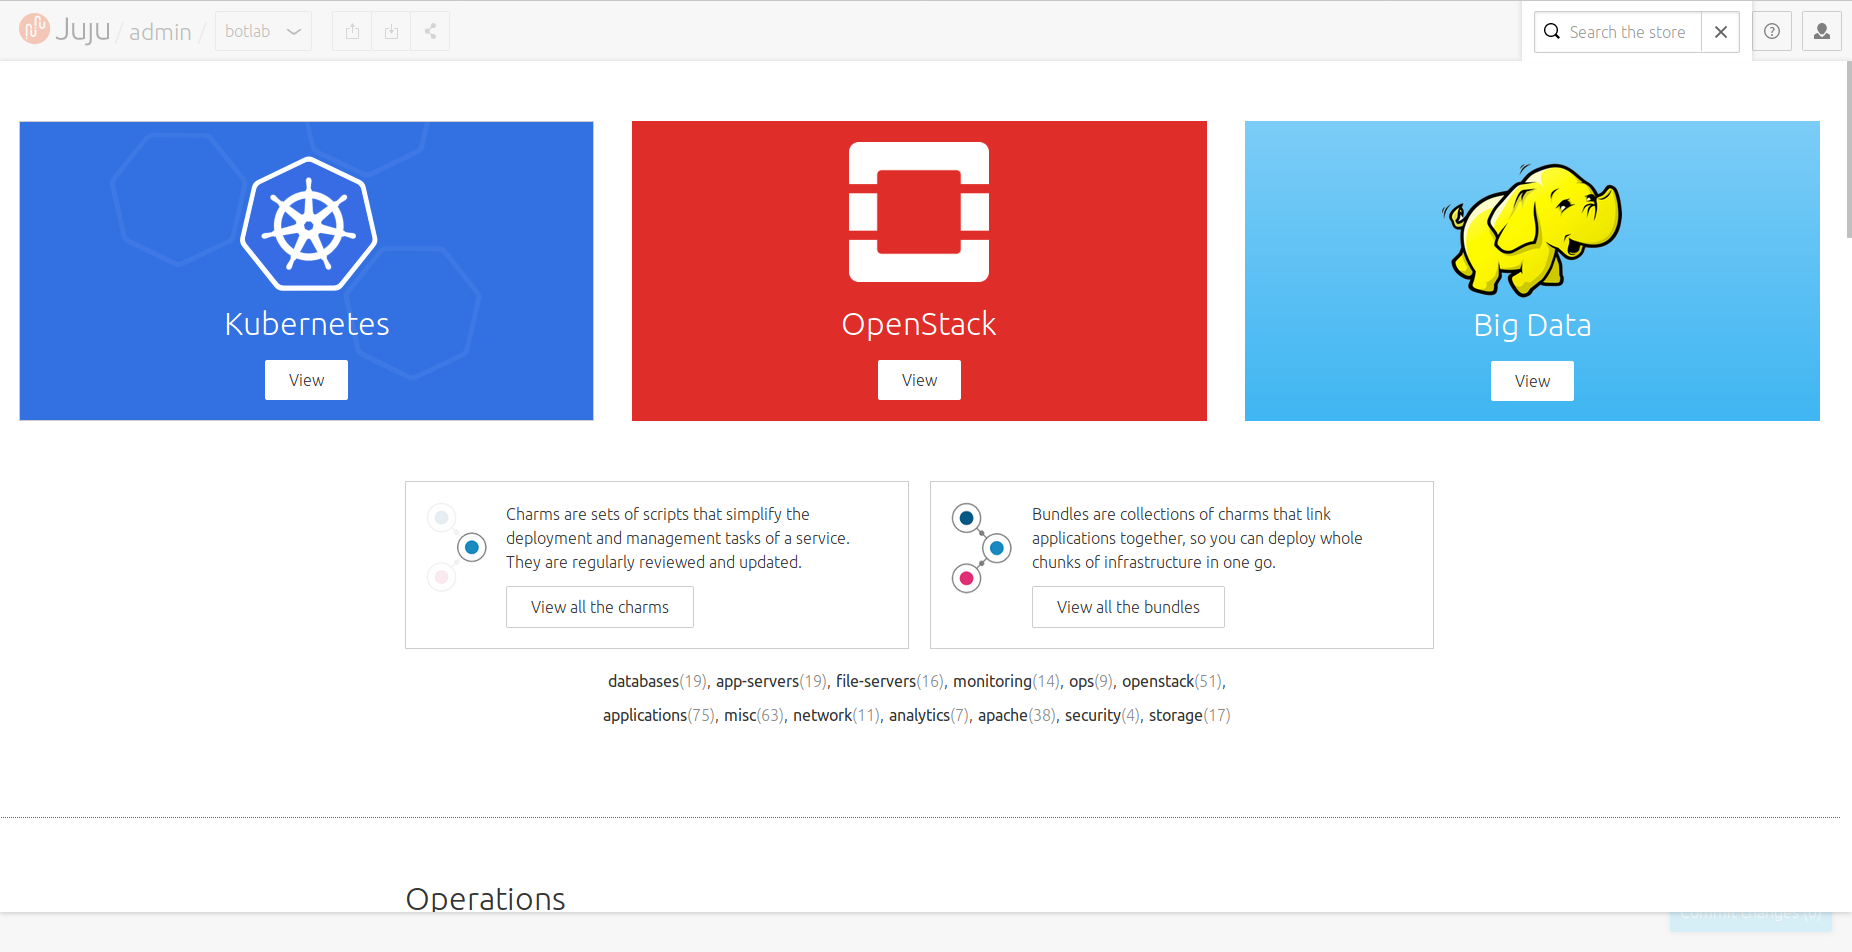 Juju / admin / botlab
Search the store
Kubernetes
View
OpenStack
View
Big Data
View
Charms are sets of scripts that simplify the
deployment and management tasks of a service.
They are regularly reviewed and updated.
View all the charms
Bundles are collections of charms that link
applications together, so you can deploy whole
chunks of infrastructure in one go.
View all the bundles
databases(19), app-servers(19), file-servers(16), monitoring(14), ops(9), openstack(51),
applications(75), misc(63), network(11), analytics(7), apache(38), security(4), storage(17)
Operations
Commit changes (0)